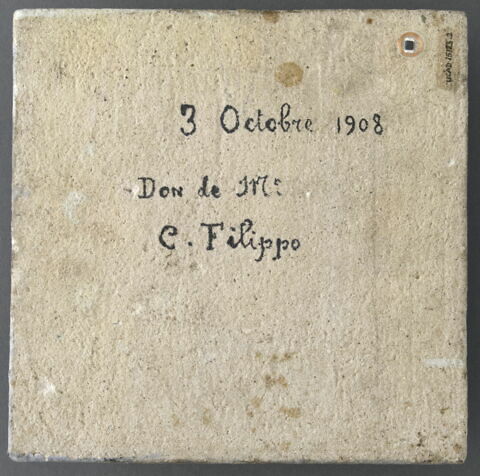 3 Octobre 1908
Don de Mr
C. Filippo